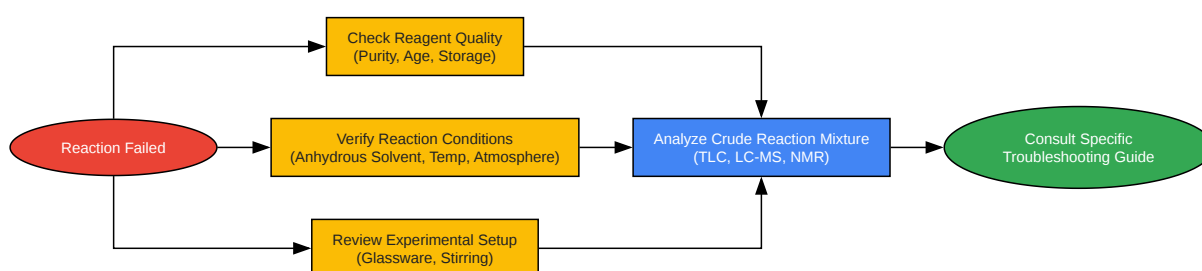 Check Reagent Quality
(Purity, Age, Storage)
Reaction Failed
Verify Reaction Conditions
(Anhydrous Solvent, Temp, Atmosphere)
Analyze Crude Reaction Mixture
(TLC, LC-MS, NMR)
Consult Specific
Troubleshooting Guide
Review Experimental Setup
(Glassware, Stirring)